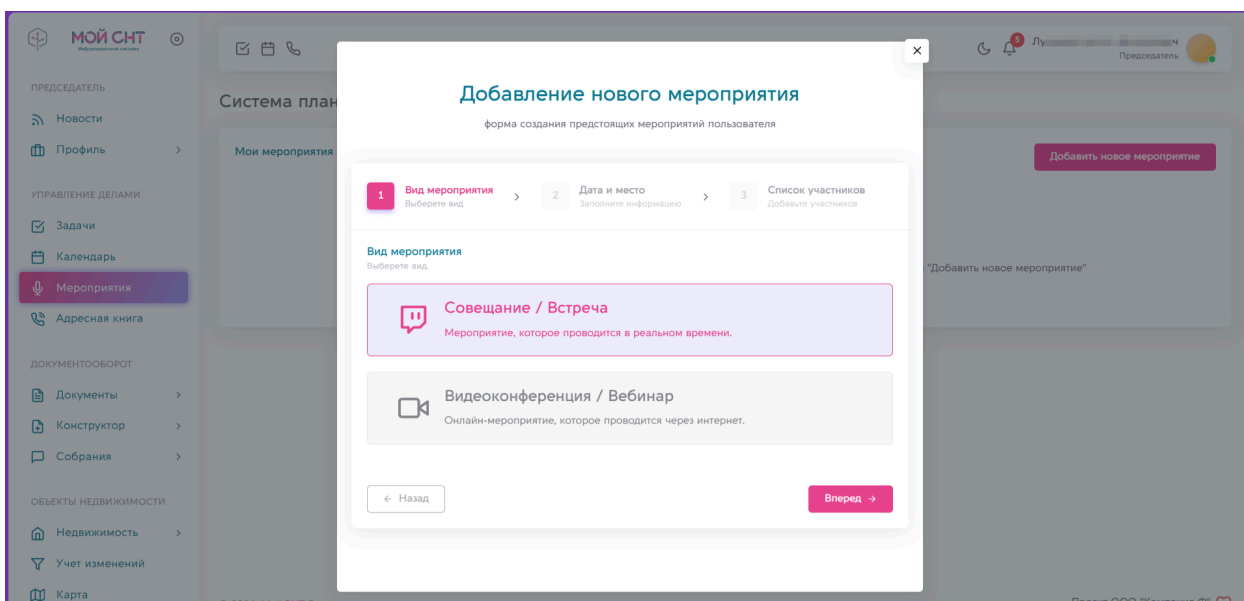 МОЙ СНТ
Информационная система
5
Председатель
ПРЕДСЕДАТЕЛЬ
Новости
Профиль
УПРАВЛЕНИЕ ДЕЛАМИ
Задачи
Календарь
Мероприятия
Адресная книга
ДОКУМЕНТООБОРОТ
Документы
Конструктор
Собрания
ОБЪЕКТЫ НЕДВИЖИМОСТИ
Недвижимость
Учет изменений
Карта
Система план
Мои мероприятия
Добавить новое мероприятие
"Добавить новое мероприятие"
Добавление нового мероприятия
форма создания предстоящих мероприятий пользователя
1 Вид мероприятия
Выберете вид
2 Дата и место
Заполните информацию
3 Список участников
Добавьте участников
Вид мероприятия
Выберете вид.
Совещание / Встреча
Мероприятие, которое проводится в реальном времени.
Видеоконференция / Вебинар
Онлайн-мероприятие, которое проводится через интернет.
← Назад
Вперед →